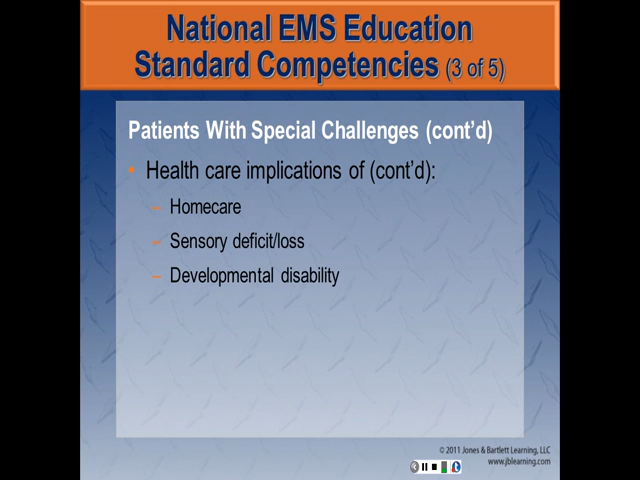 National EMS Education
Standard Competencies (3 of 5)
Patients With Special Challenges (cont’d)
• Health care implications of (cont’d):
– Homecare
– Sensory deficit/loss
– Developmental disability
© 2011 Jones & Bartlett Learning, LLC
www.jblearning.com